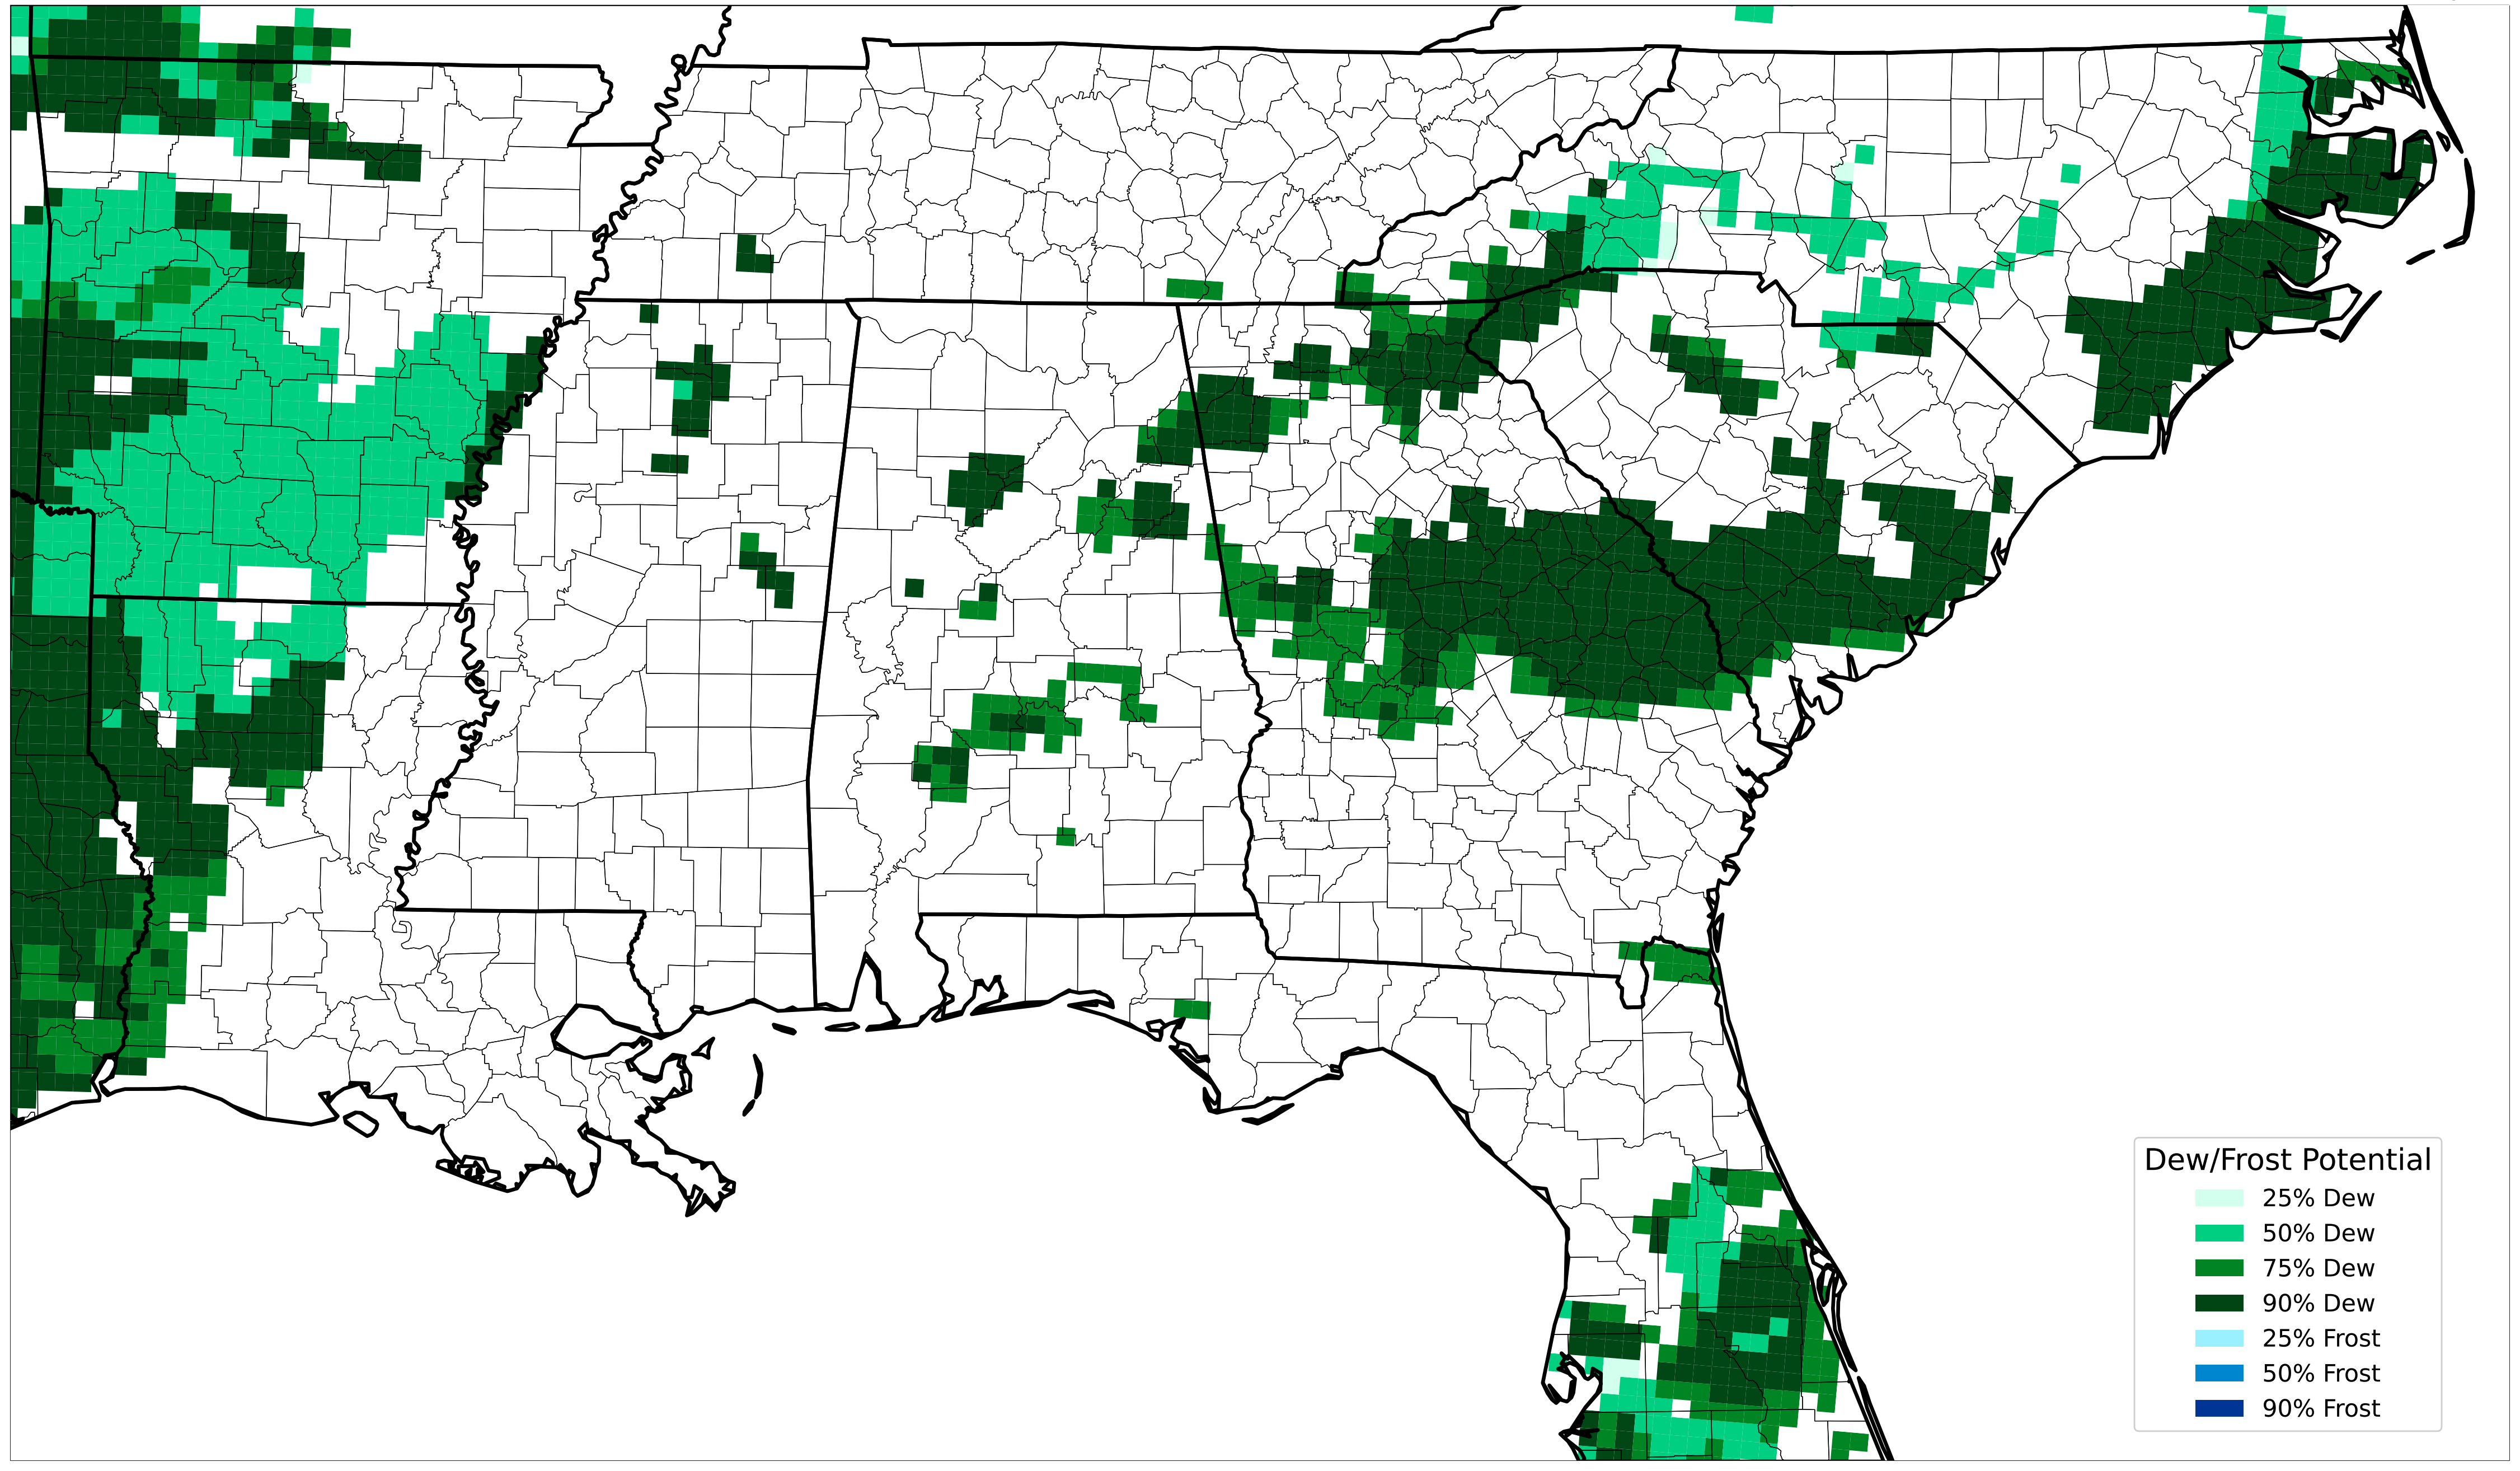 Dew/Frost Potential
25% Dew
50% Dew
75% Dew
90% Dew
25% Frost
50% Frost
90% Frost